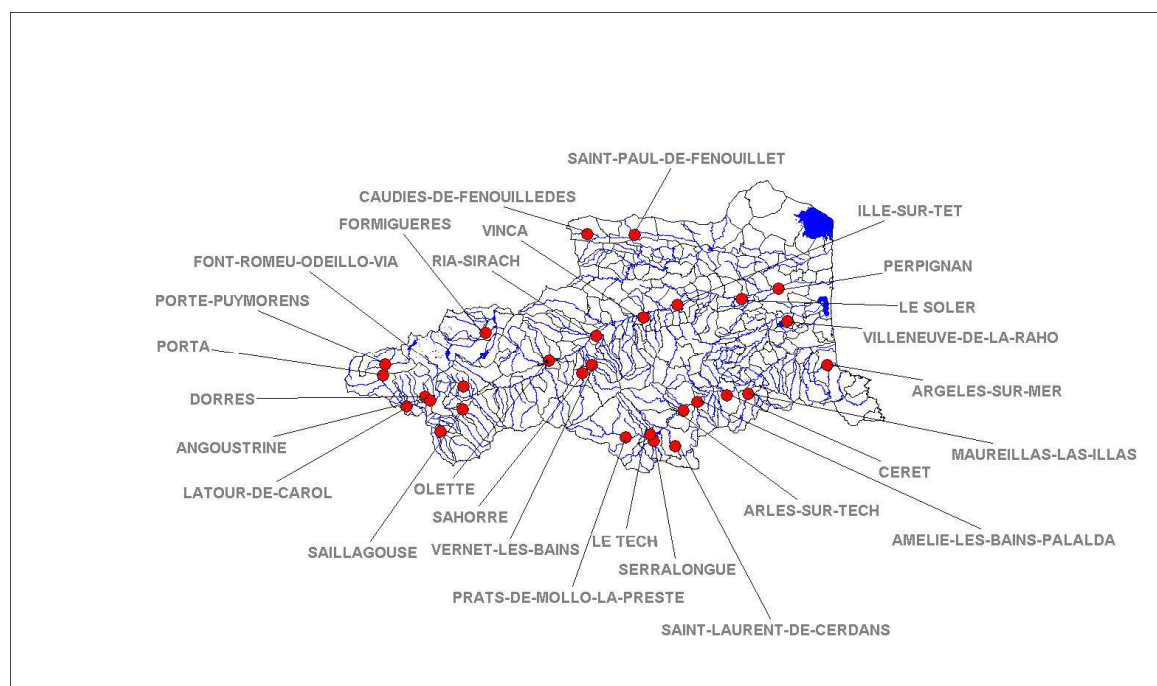 SAINT-PAUL-DE-FENOUILLET
CAUDIES-DE-FENOUILLEDES
ILLE-SUR-TET
FORMIGUERES
VINCA
FONT-ROMEU-ODEILLO-VIA
RIA-SIRACH
PERPIGNAN
PORTE-PUYMORENS
LE SOLER
VILLENEUVE-DE-LA-RAHO
PORTA
ARGELES-SUR-MER
DORRES
ANGOUSTRINE
MAUREILLAS-LAS-ILLAS
CERET
LATOUR-DE-CAROL
OLETTE
ARLES-SUR-TECH
SAHORRE
AMELIE-LES-BAINS-PALALDA
LE TECH
SAILLAGOUSE
VERNET-LES-BAINS
SERRALONGUE
PRATS-DE-MOLLO-LA-PRESTE
SAINT-LAURENT-DE-CERDANS